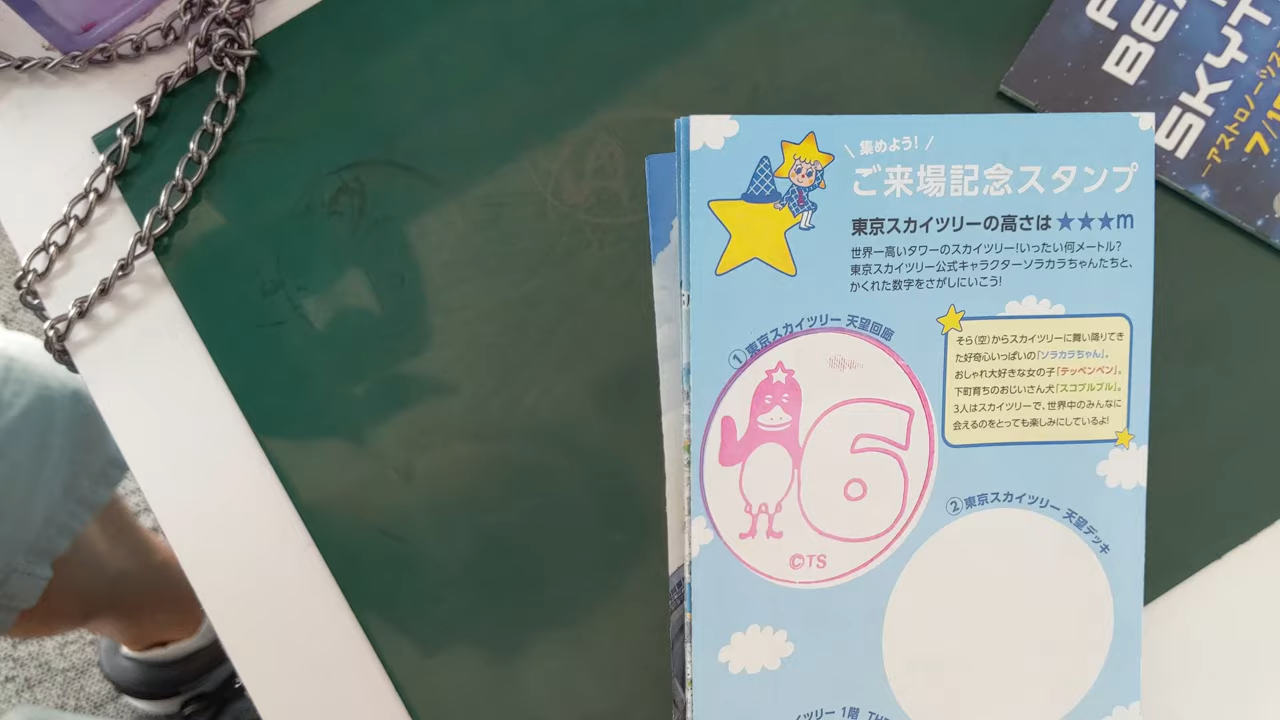 集めよう！
ご来場記念スタンプ
東京スカイツリーの高さは★★★m
世界一高いタワーのスカイツリー！いったい何メートル？
東京スカイツリー公式キャラクターソラカラちゃんたちと、
かくれた数字をさがしにいこう！
①東京スカイツリー 天望回廊
そら（空）からスカイツリーに舞い降りてき
た好奇心いっぱいの「ソラカラちゃん」。
おしゃれ大好きな女の子「テッペンペン」。
下町育ちのおじいさん犬「スコブルブル」。
3人はスカイツリーで、世界中のみんなに
会えるのをとっても楽しみにしているよ！
6
©TS
②東京スカイツリー 天望デッキ
イツリー 1階
BEA
SKYT
ーアストロノーツス
7/1